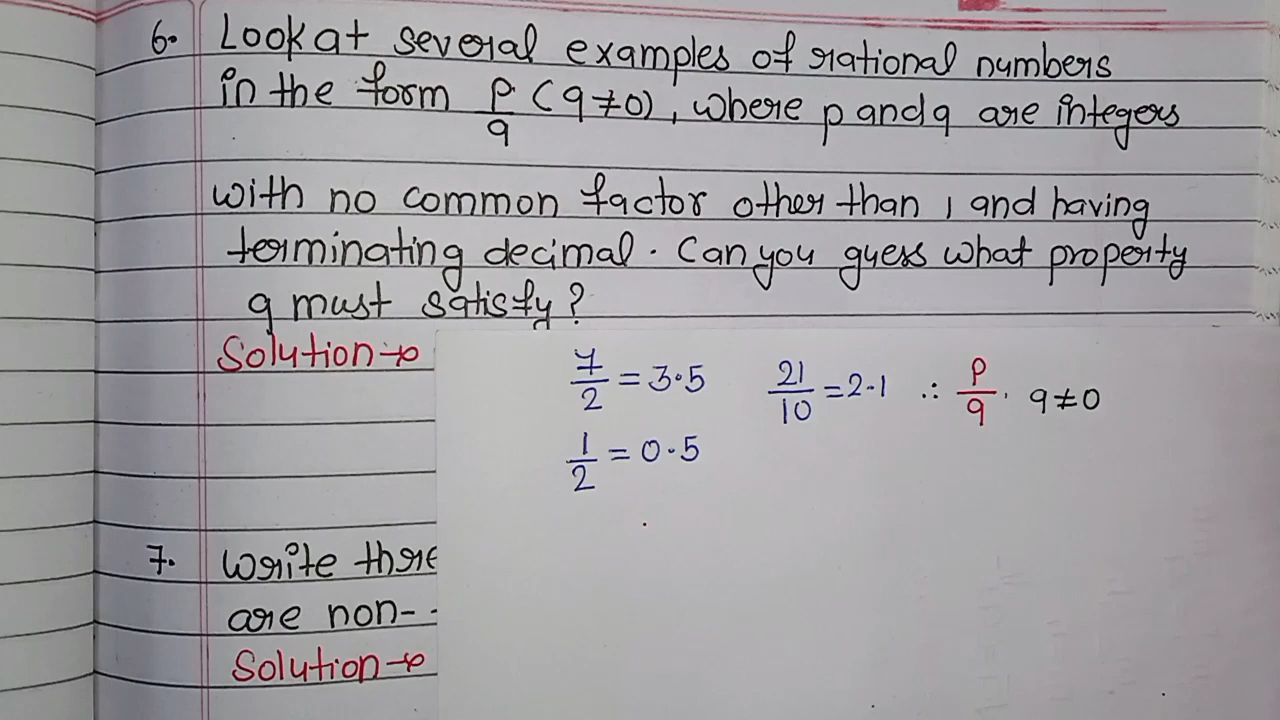 6. Look at several examples of rational numbers
in the form p/q (q≠0), where p and q are integers
with no common factor other than 1 and having
terminating decimal. Can you guess what property
q must satisfy?
Solution→
7/2 = 3.5 21/10 = 2.1 ∴ p/q. q≠0
1/2 = 0.5
7. Write thre
are non-
Solution→